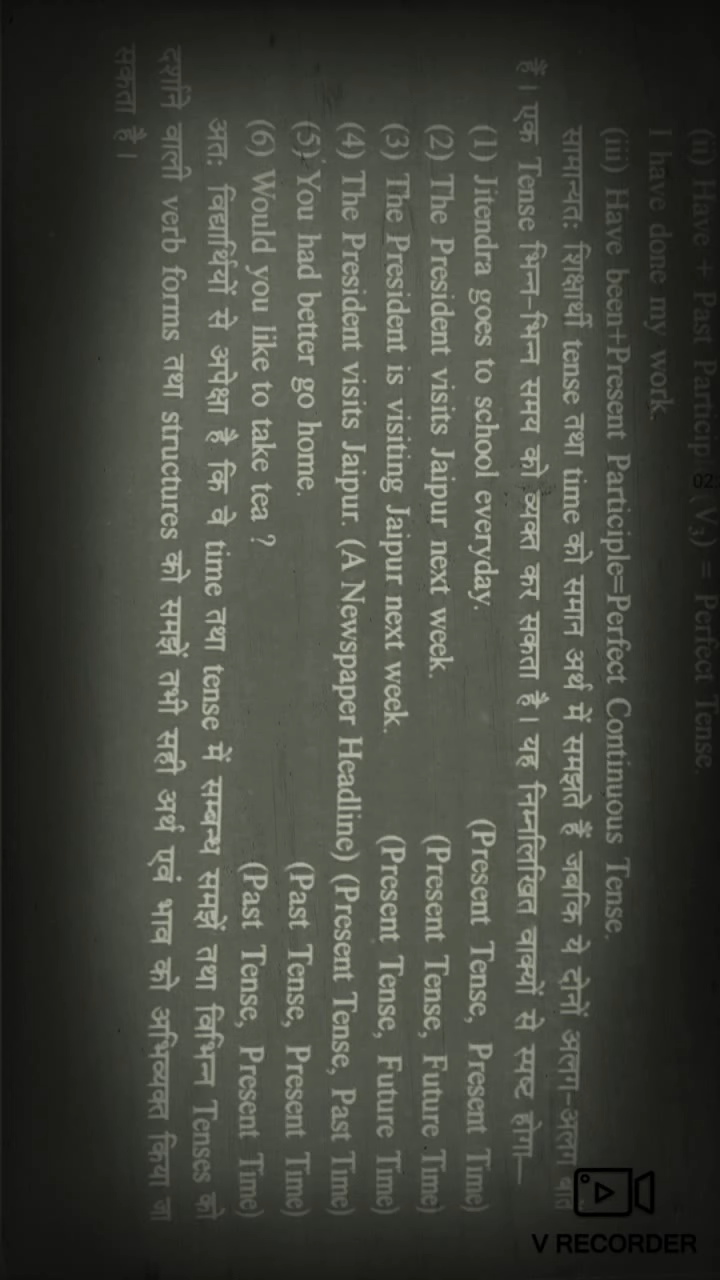 (ii) Have + Past Particip (V₃) = Perfect Tense.
I have done my work.
(iii) Have been+Present Participle=Perfect Continuous Tense.
सामान्यतः शिक्षार्थी tense तथा time को समान अर्थ में समझते हैं जबकि ये दोनों अलग-अलग बातें
हैं। एक Tense भिन्न-भिन्न समय को व्यक्त कर सकता है। यह निम्नलिखित वाक्यों से स्पष्ट होगा—
(1) Jitendra goes to school everyday. (Present Tense, Present Time)
(2) The President visits Jaipur next week. (Present Tense, Future Time)
(3) The President is visiting Jaipur next week. (Present Tense, Future Time)
(4) The President visits Jaipur. (A Newspaper Headline) (Present Tense, Past Time)
(5) You had better go home. (Past Tense, Present Time)
(6) Would you like to take tea ? (Past Tense, Present Time)
अतः विद्यार्थियों से अपेक्षा है कि वे time तथा tense में सम्बन्ध समझें तथा विभिन्न Tenses को
दर्शाने वाली verb forms तथा structures को समझें तभी सही अर्थ एवं भाव को अभिव्यक्त किया जा
सकता है।
02
V RECORDER